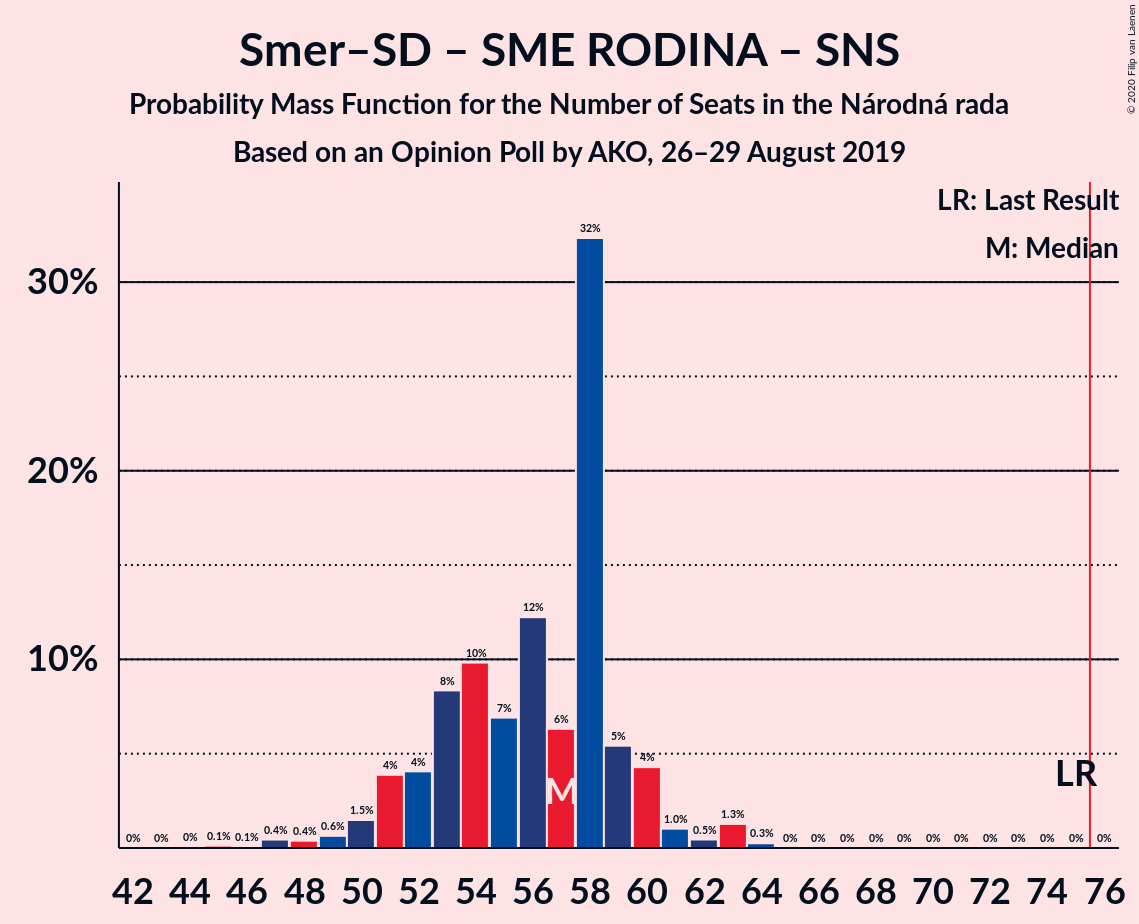 Smer–SD – SME RODINA – SNS
Probability Mass Function for the Number of Seats in the Národná rada
Based on an Opinion Poll by AKO, 26–29 August 2019
© 2020 Filip van Laenen
LR: Last Result
M: Median
30%
20%
10%
0% 0% 0% 0.1% 0.1% 0.4% 0.4% 0.6% 1.5% 4% 4% 8% 10% 7% 12% 6% 32% 5% 4% 1.0% 0.5% 1.3% 0.3% 0% 0% 0% 0% 0% 0% 0% 0% 0% 0% 0% 0%
M
LR
42 44 46 48 50 52 54 56 58 60 62 64 66 68 70 72 74 76